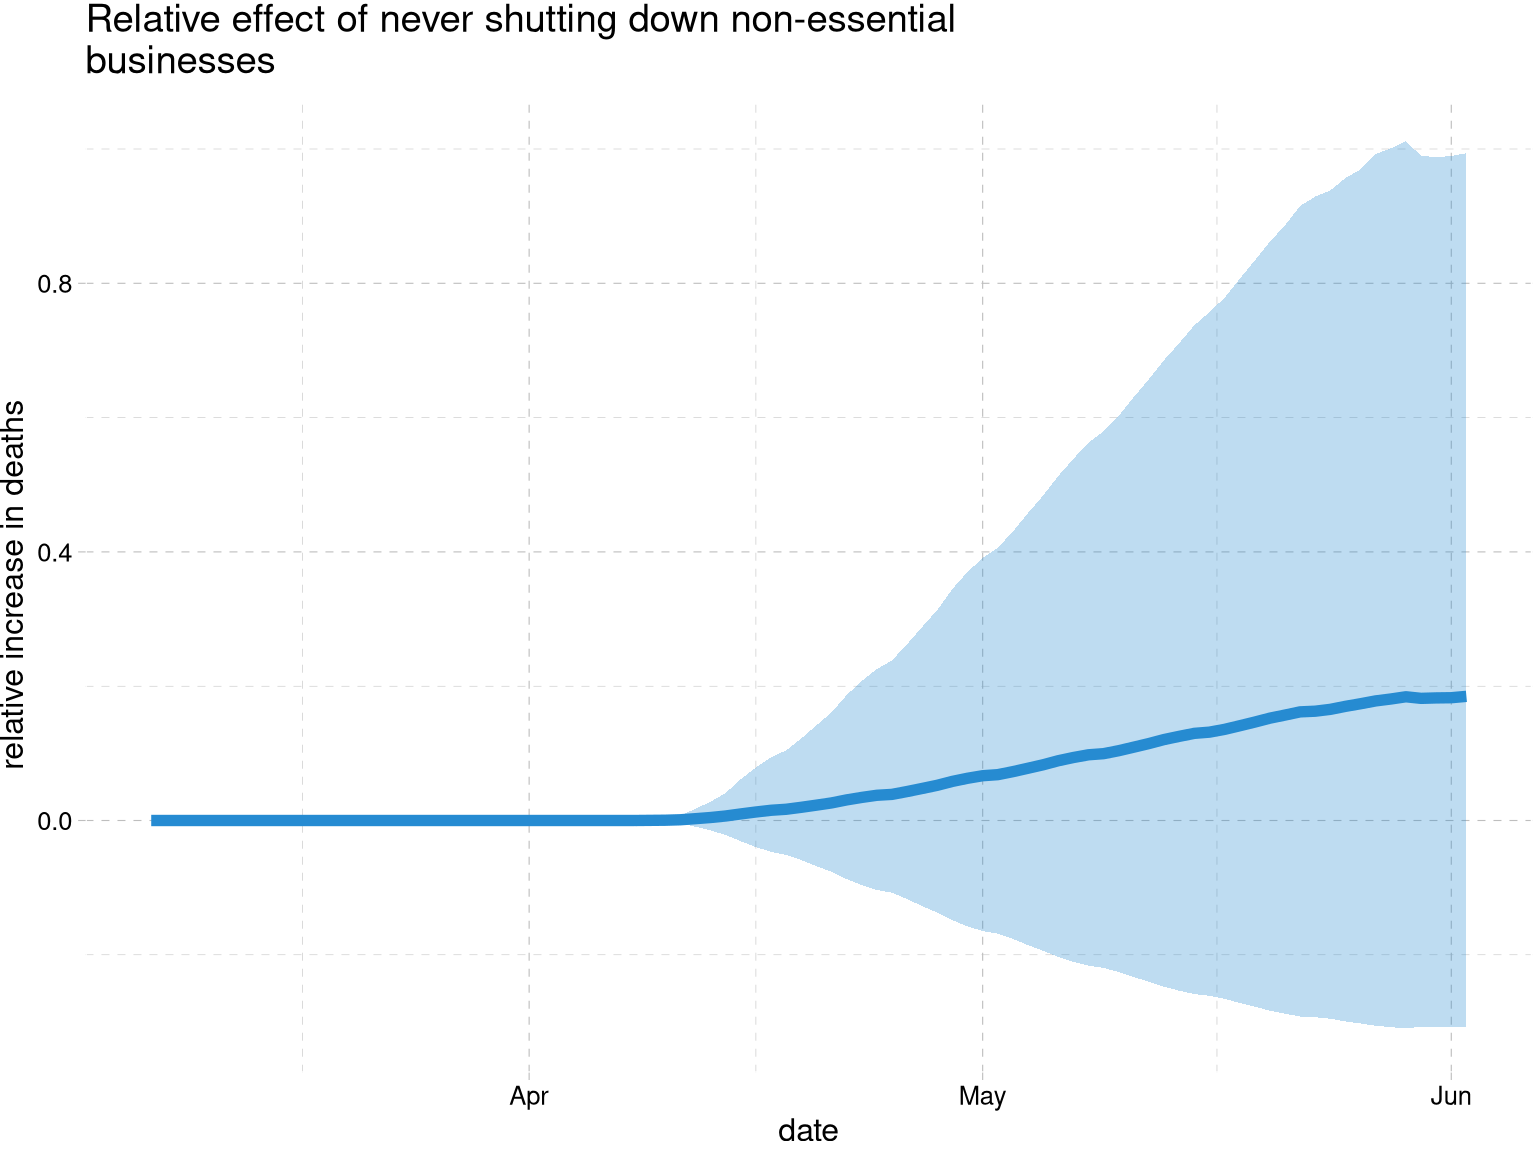 Relative effect of never shutting down non-essential
businesses
relative increase in deaths
0.8
0.4
0.0
Apr
May
Jun
date